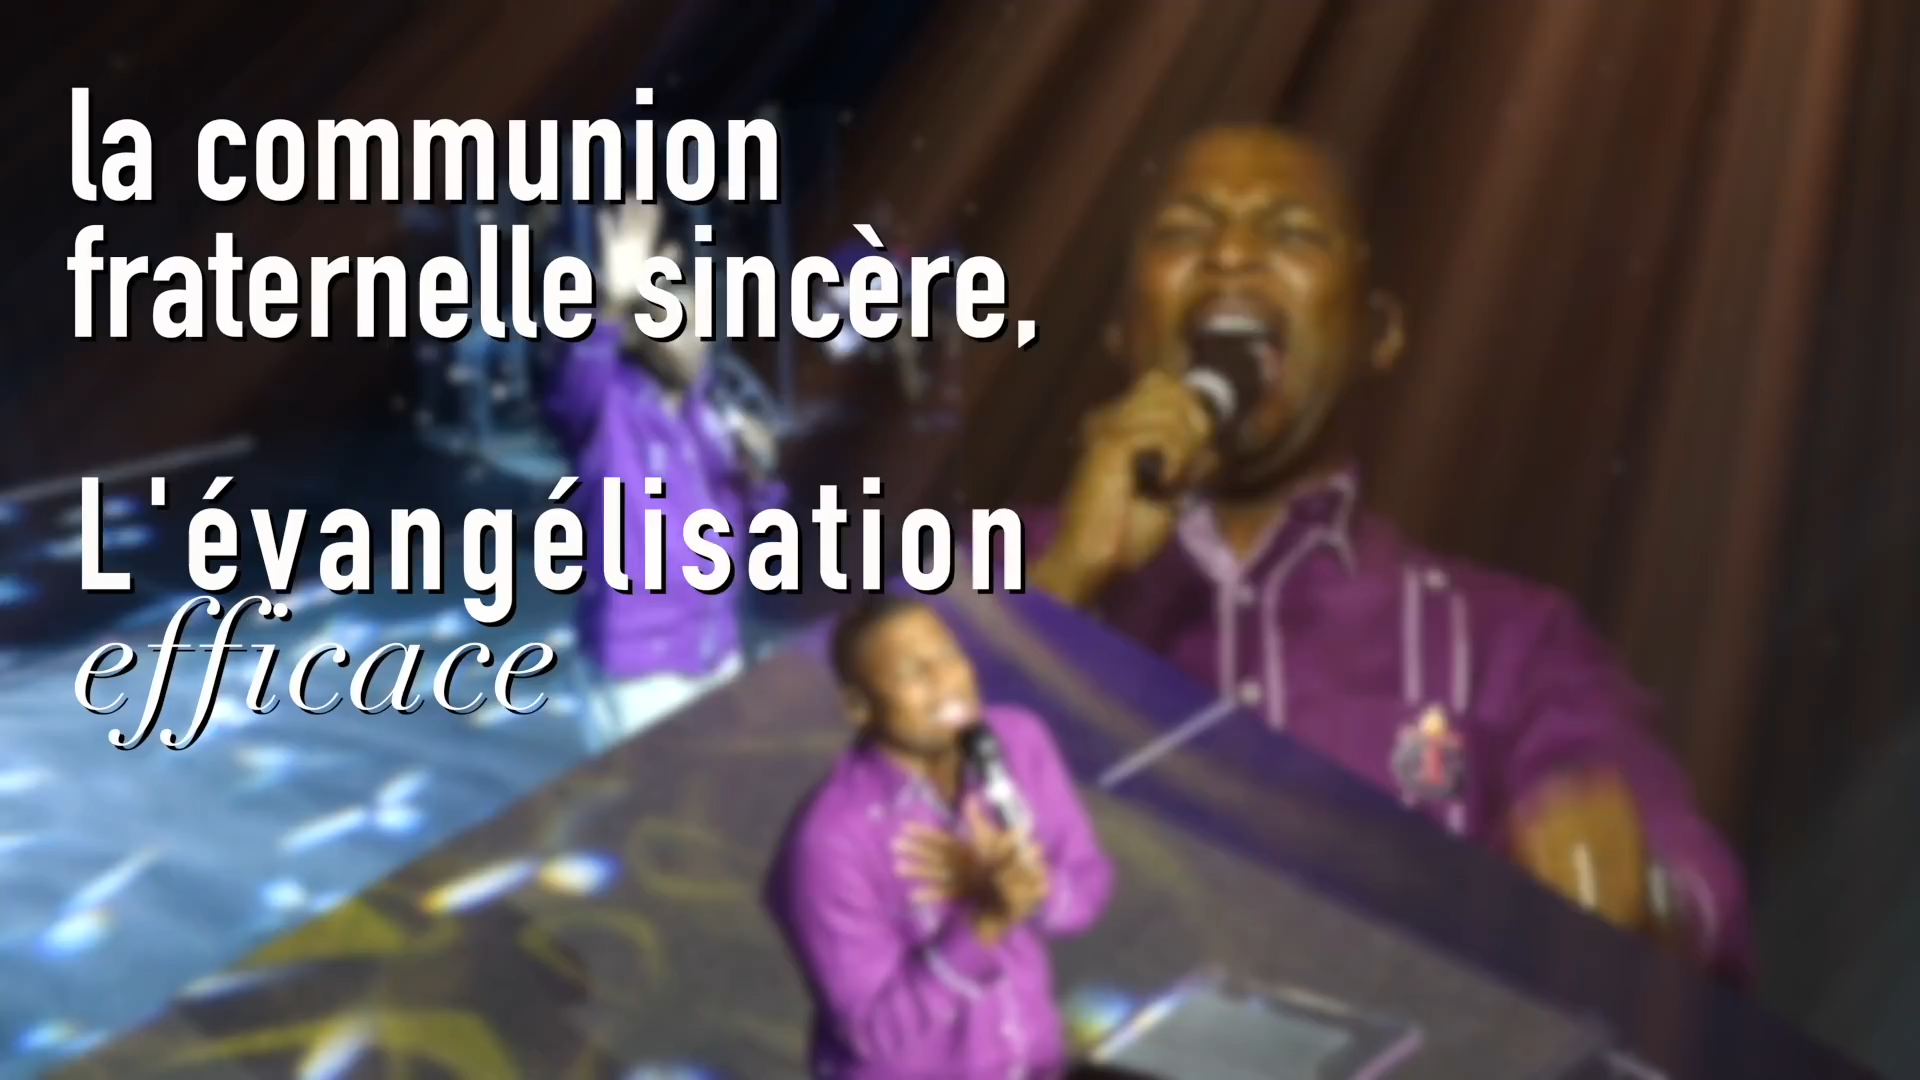 la communion
fraternelle sincère,
L'évangélisation
efficace